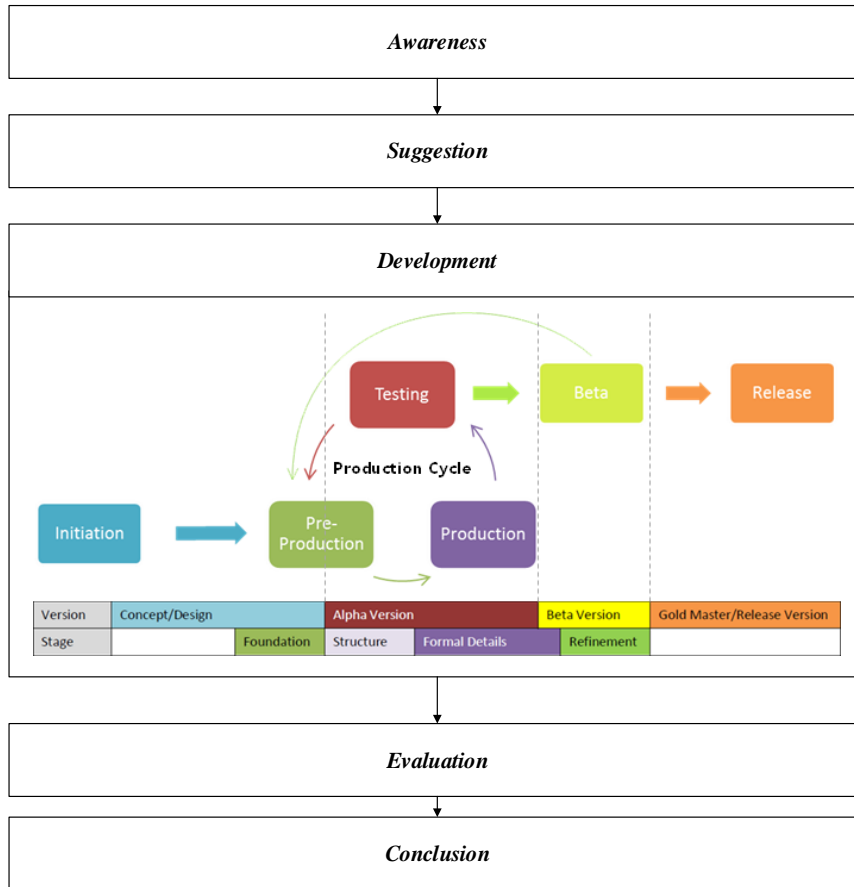 Awareness
Suggestion
Development
Testing
Beta
Release
Production Cycle
Initiation
Pre-
Production
Production
Version Concept/Design Alpha Version Beta Version Gold Master/Release Version
Stage Foundation Structure Formal Details Refinement
Evaluation
Conclusion